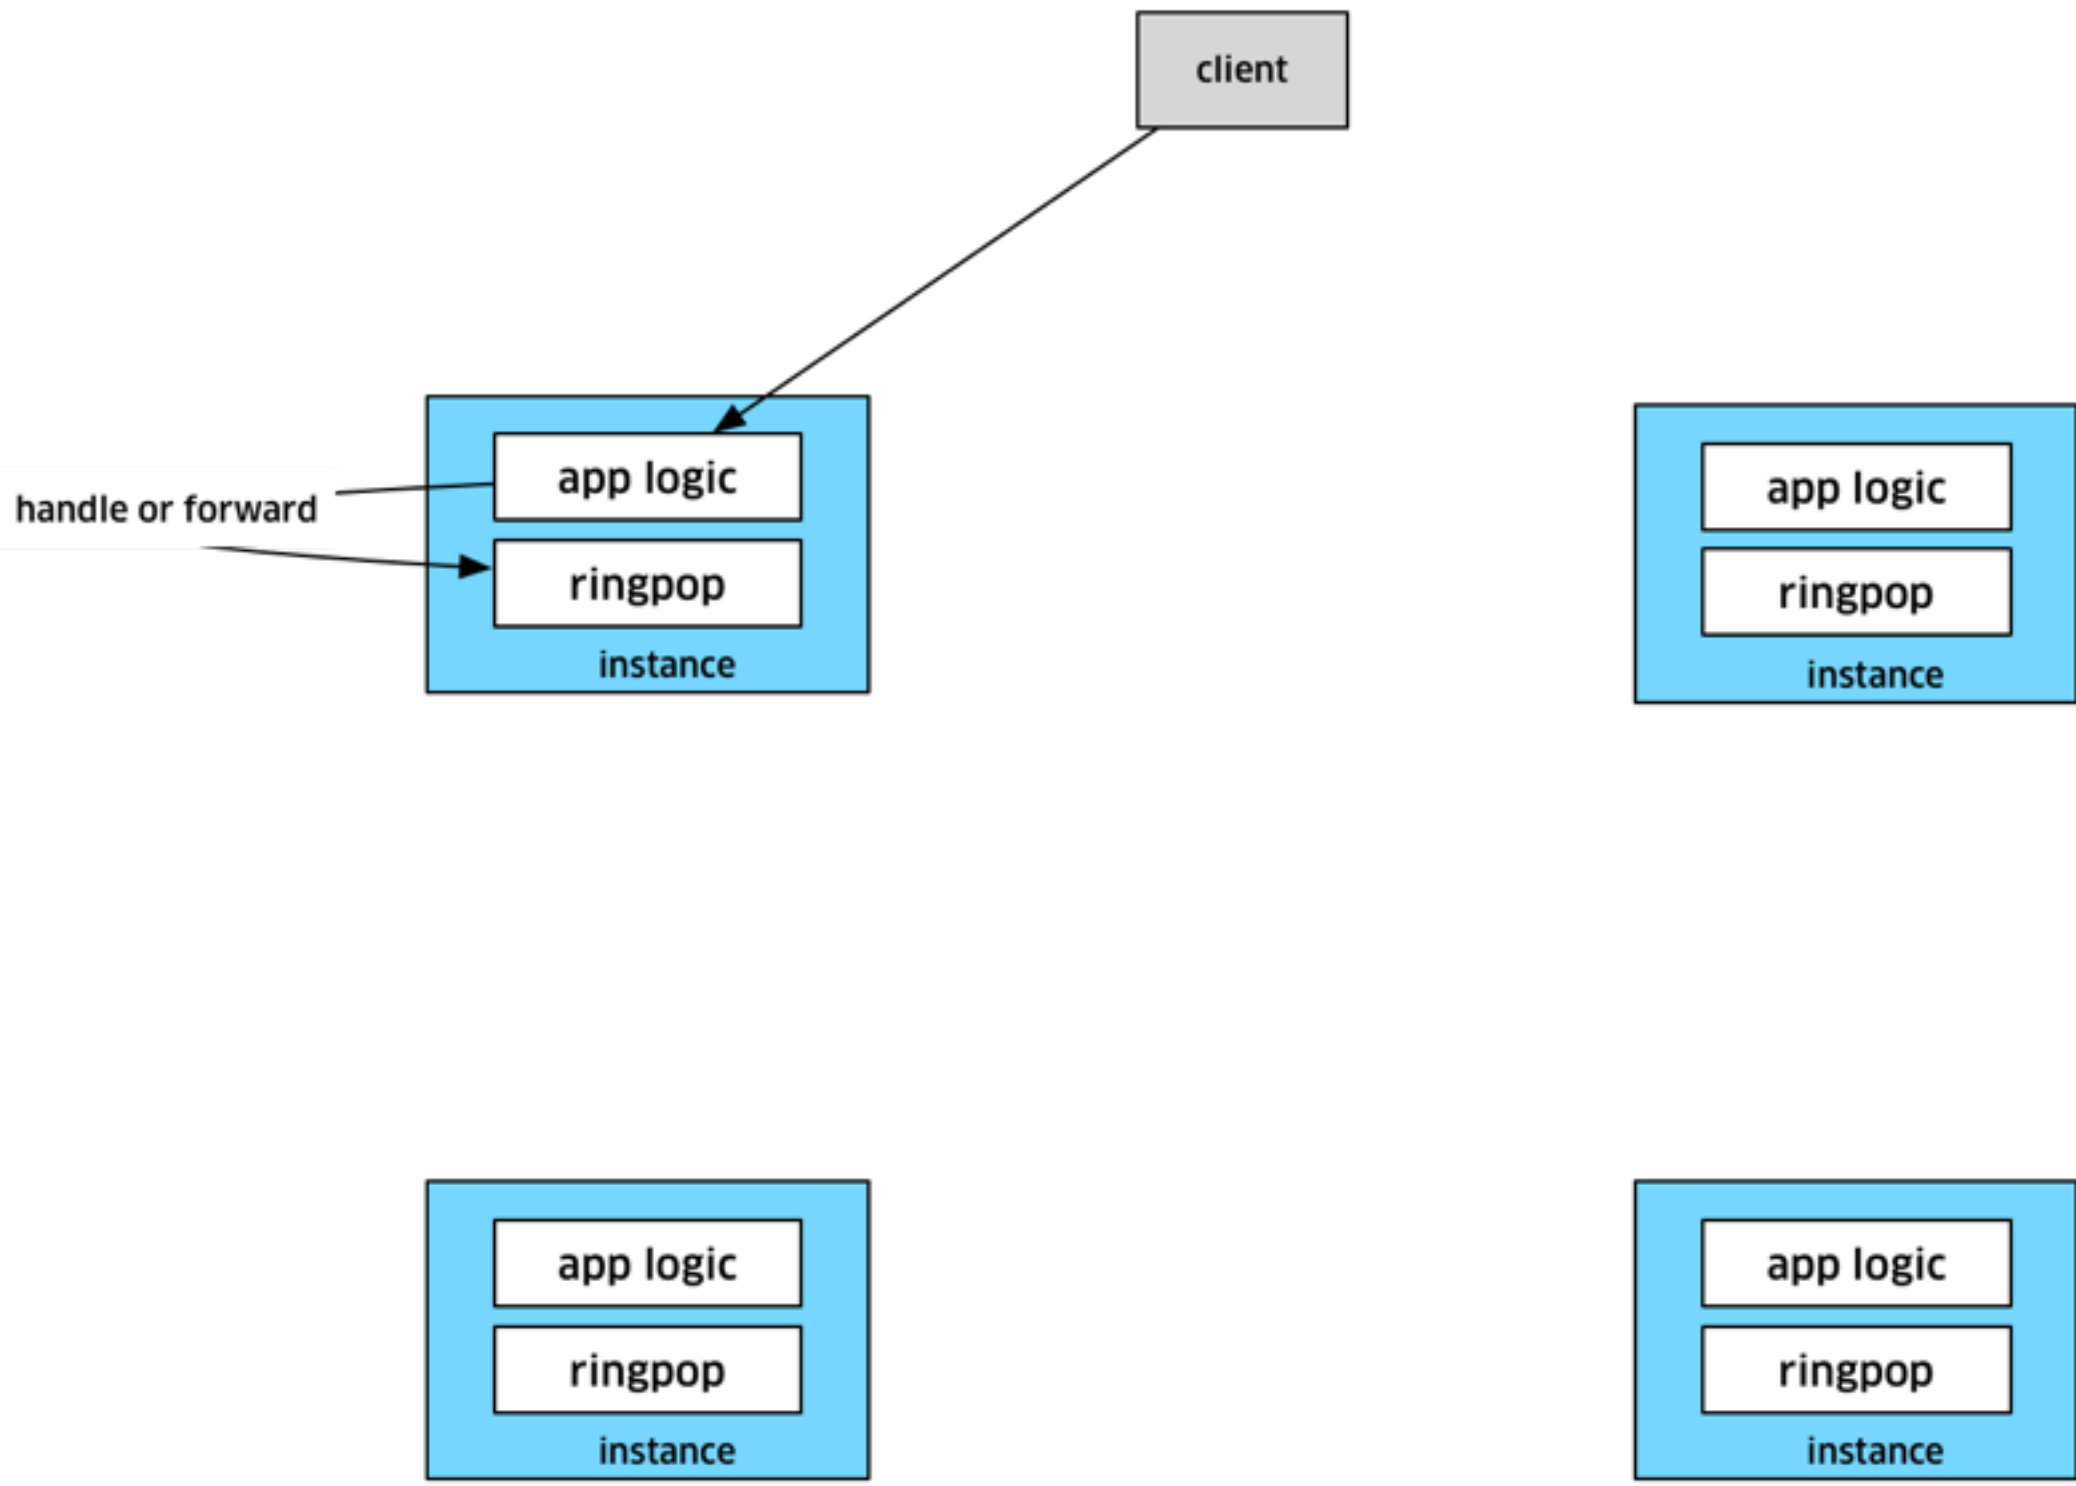 client
app logic
handle or forward
ringpop
instance
app logic
ringpop
instance
app logic
ringpop
instance
app logic
ringpop
instance